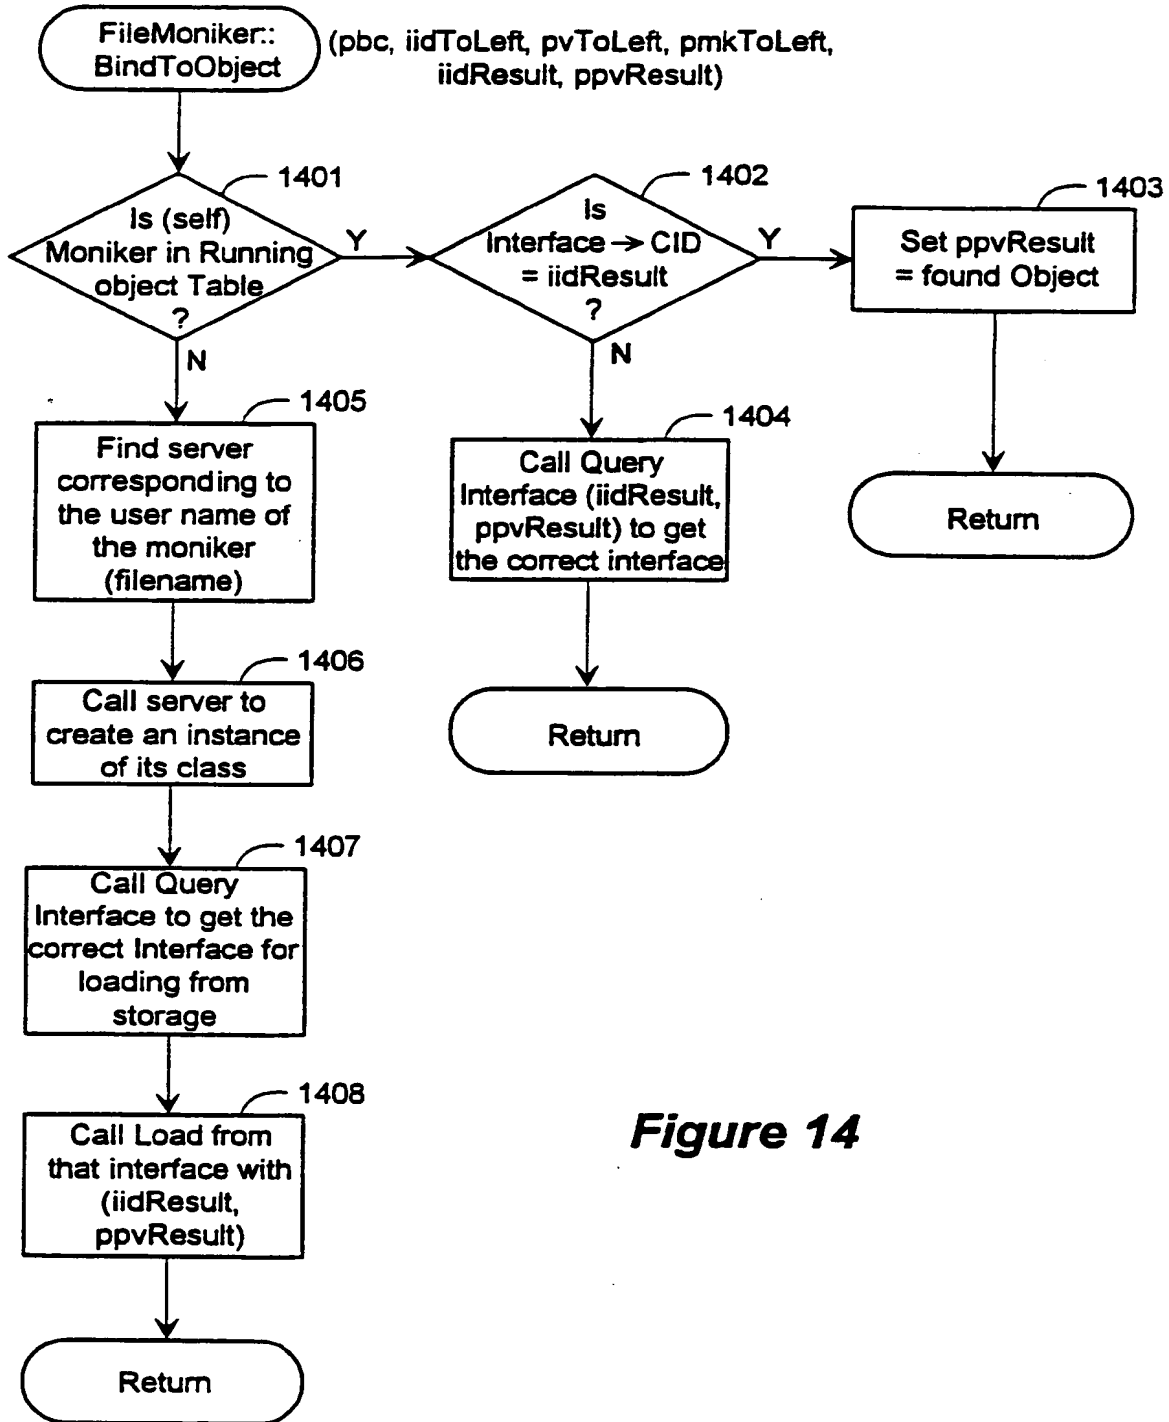 FileMoniker::
BindToObject
(pbc, iidToLeft, pvToLeft, pmkToLeft,
iidResult, ppvResult)
1401
Is (self)
Moniker in Running
object Table
?
Y
N
1402
Is
Interface → CID
= iidResult
?
Y
N
1403
Set ppvResult
= found Object
Return
1404
Call Query
Interface (iidResult,
ppvResult) to get
the correct interface
Return
1405
Find server
corresponding to
the user name of
the moniker
(filename)
1406
Call server to
create an instance
of its class
1407
Call Query
Interface to get the
correct Interface for
loading from
storage
1408
Call Load from
that interface with
(iidResult,
ppvResult)
Return
Figure 14